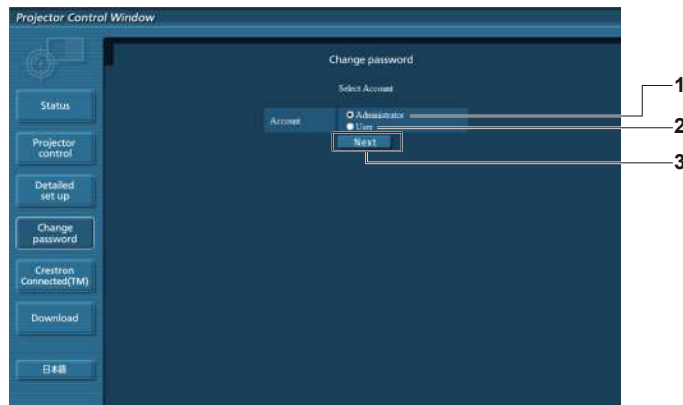 Projector Control Window
Change password
Select Account
Account
Administrator
User
Next
1
2
3
Status
Projector
control
Detailed
set up
Change
password
Crestron
Connected(TM)
Download
日本語